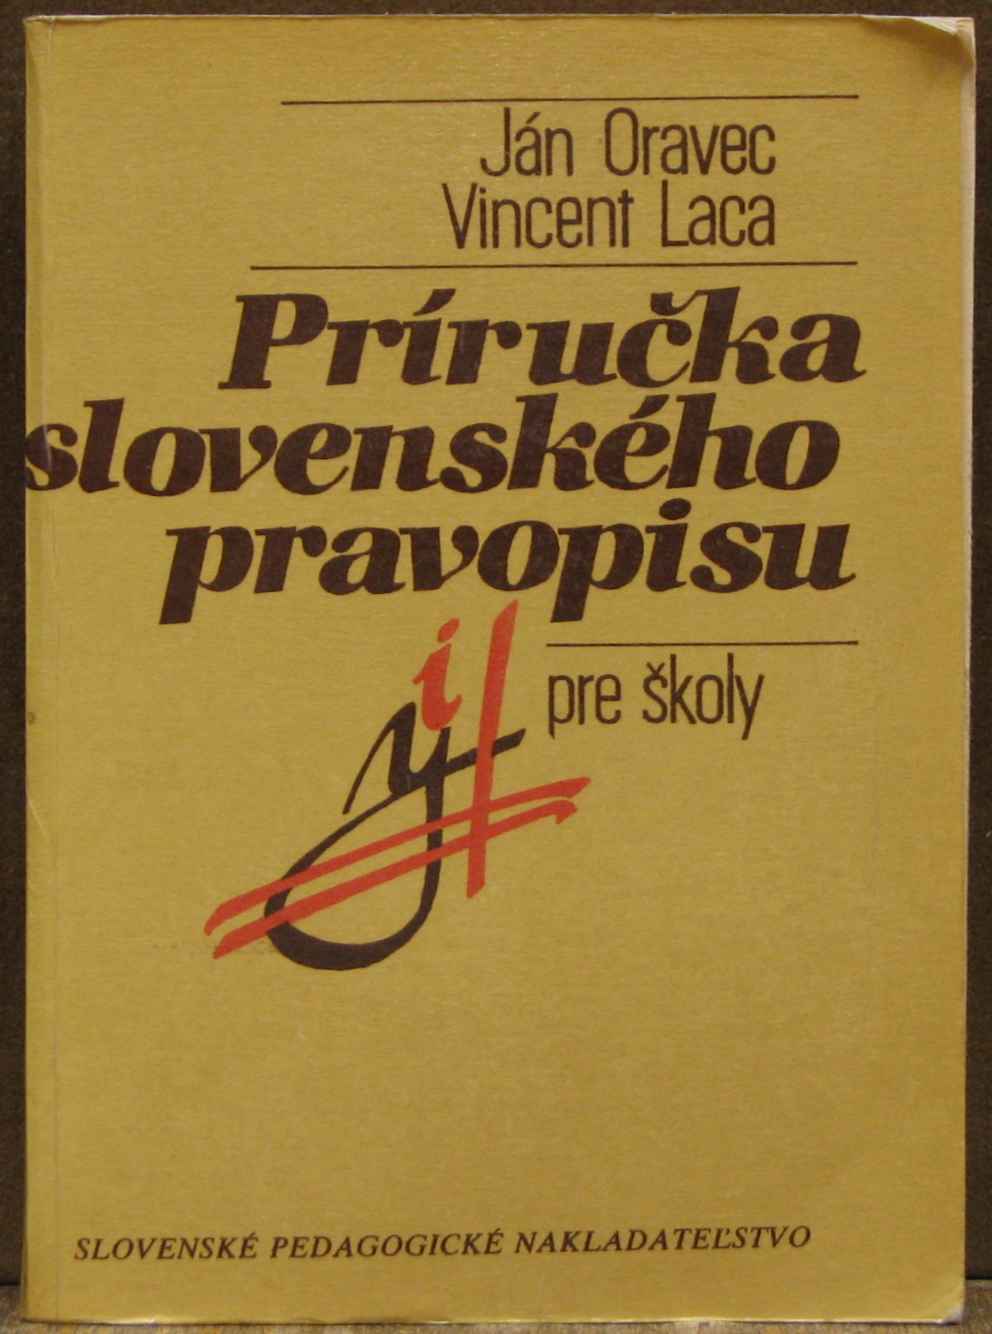 Ján Oravec
Vincent Laca
Príručka
slovenského
pravopisu
i
y
pre školy
SLOVENSKÉ PEDAGOGICKÉ NAKLADATEĽSTVO